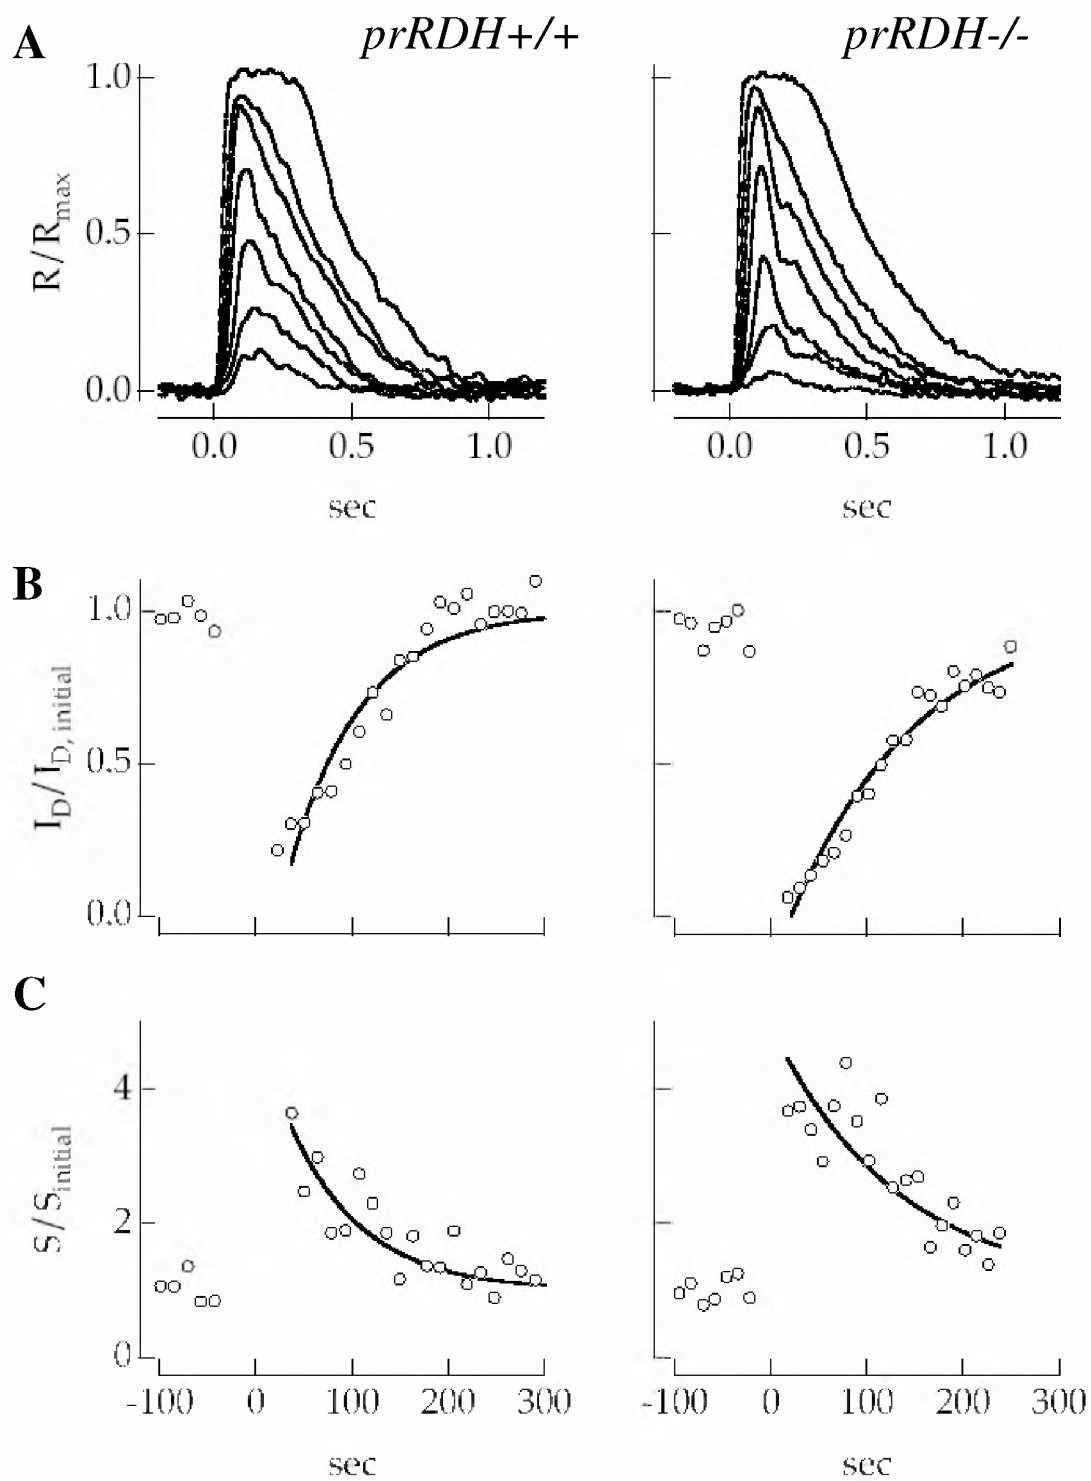 A prRDH+/+ prRDH-/-
1.0
R/Rmax
0.5
0.0
0.0 0.5 1.0 0.0 0.5 1.0
sec sec
B
1.0
ID/ID, initial
0.5
0.0
C
4
S/Sinitial
2
0
-100 0 100 200 300 -100 0 100 200 300
sec sec